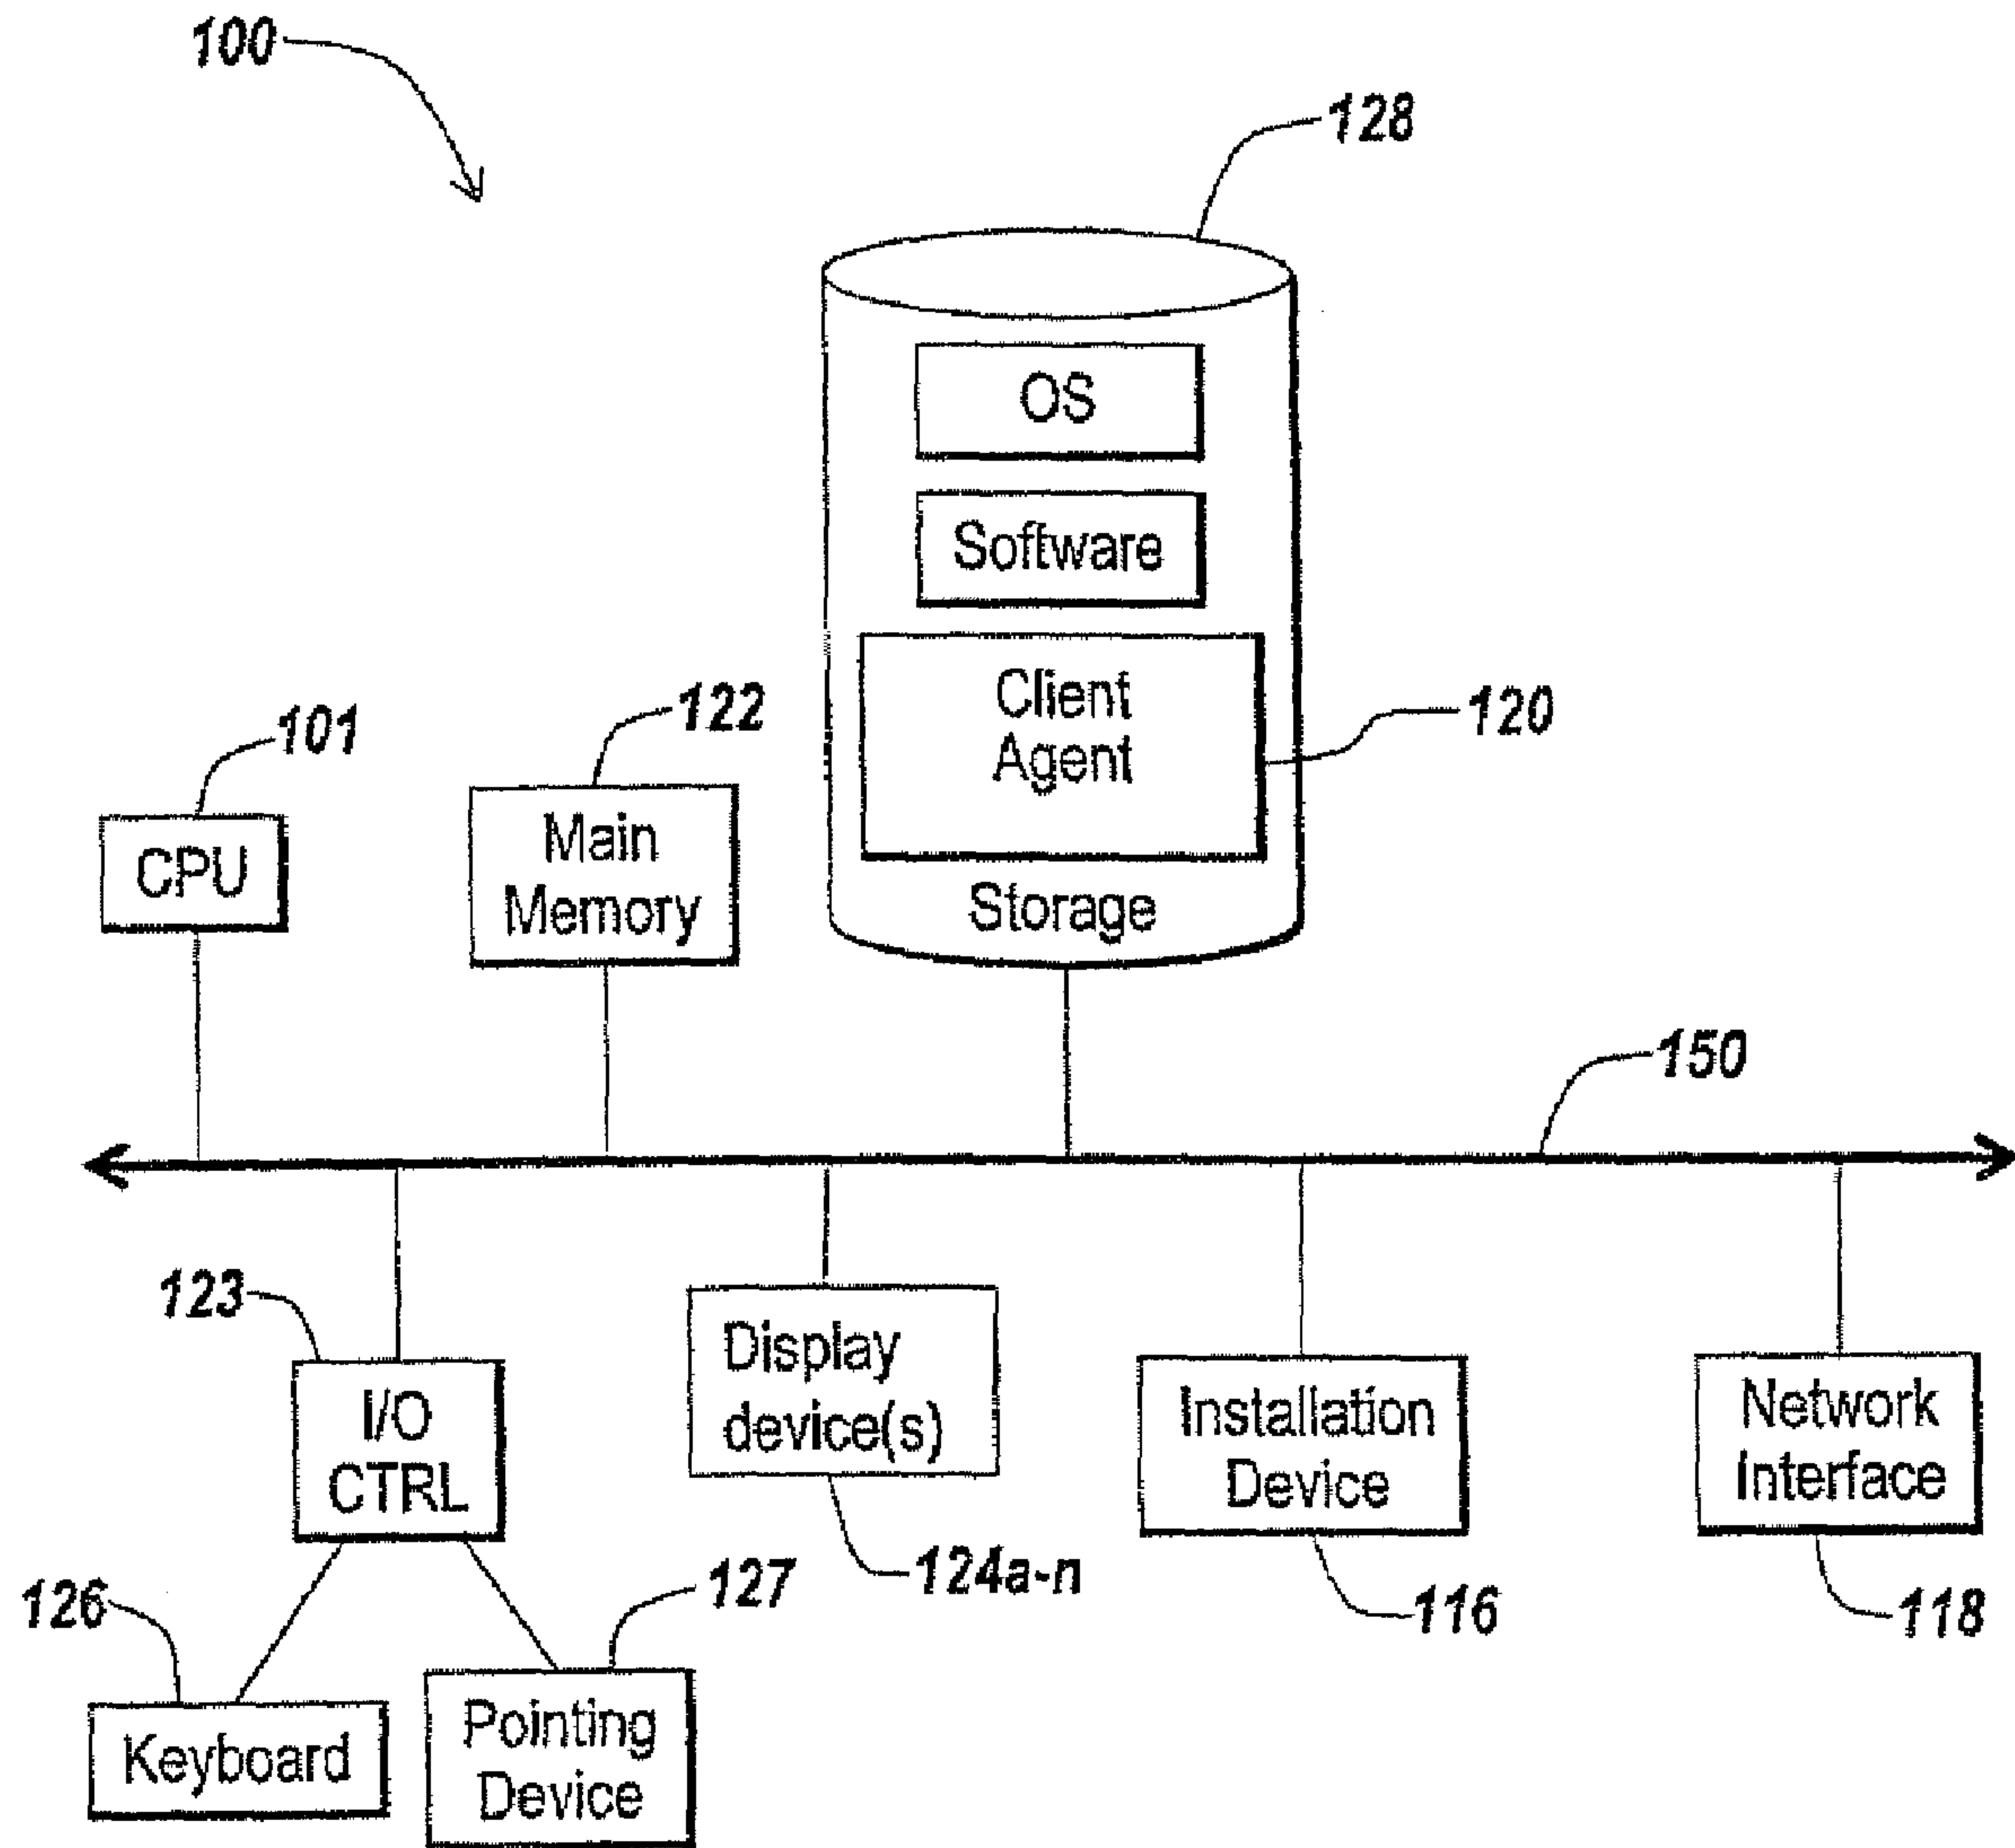 100
128
OS
Software
Client
Agent
120
Storage
101
CPU
122
Main
Memory
150
123
I/O
CTRL
Display
device(s)
124a-n
Installation
Device
116
Network
Interface
118
126
Keyboard
127
Pointing
Device